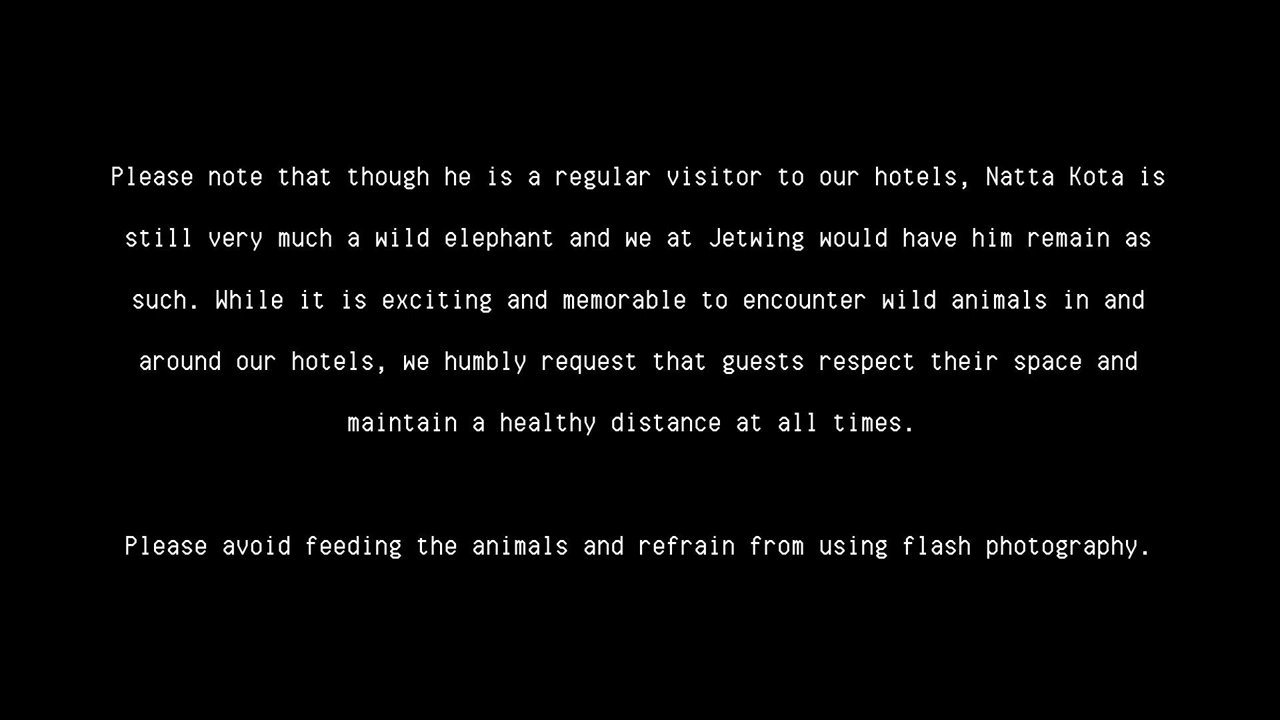 Please note that though he is a regular visitor to our hotels, Natta Kota is
still very much a wild elephant and we at Jetwing would have him remain as
such. While it is exciting and memorable to encounter wild animals in and
around our hotels, we humbly request that guests respect their space and
maintain a healthy distance at all times.
Please avoid feeding the animals and refrain from using flash photography.